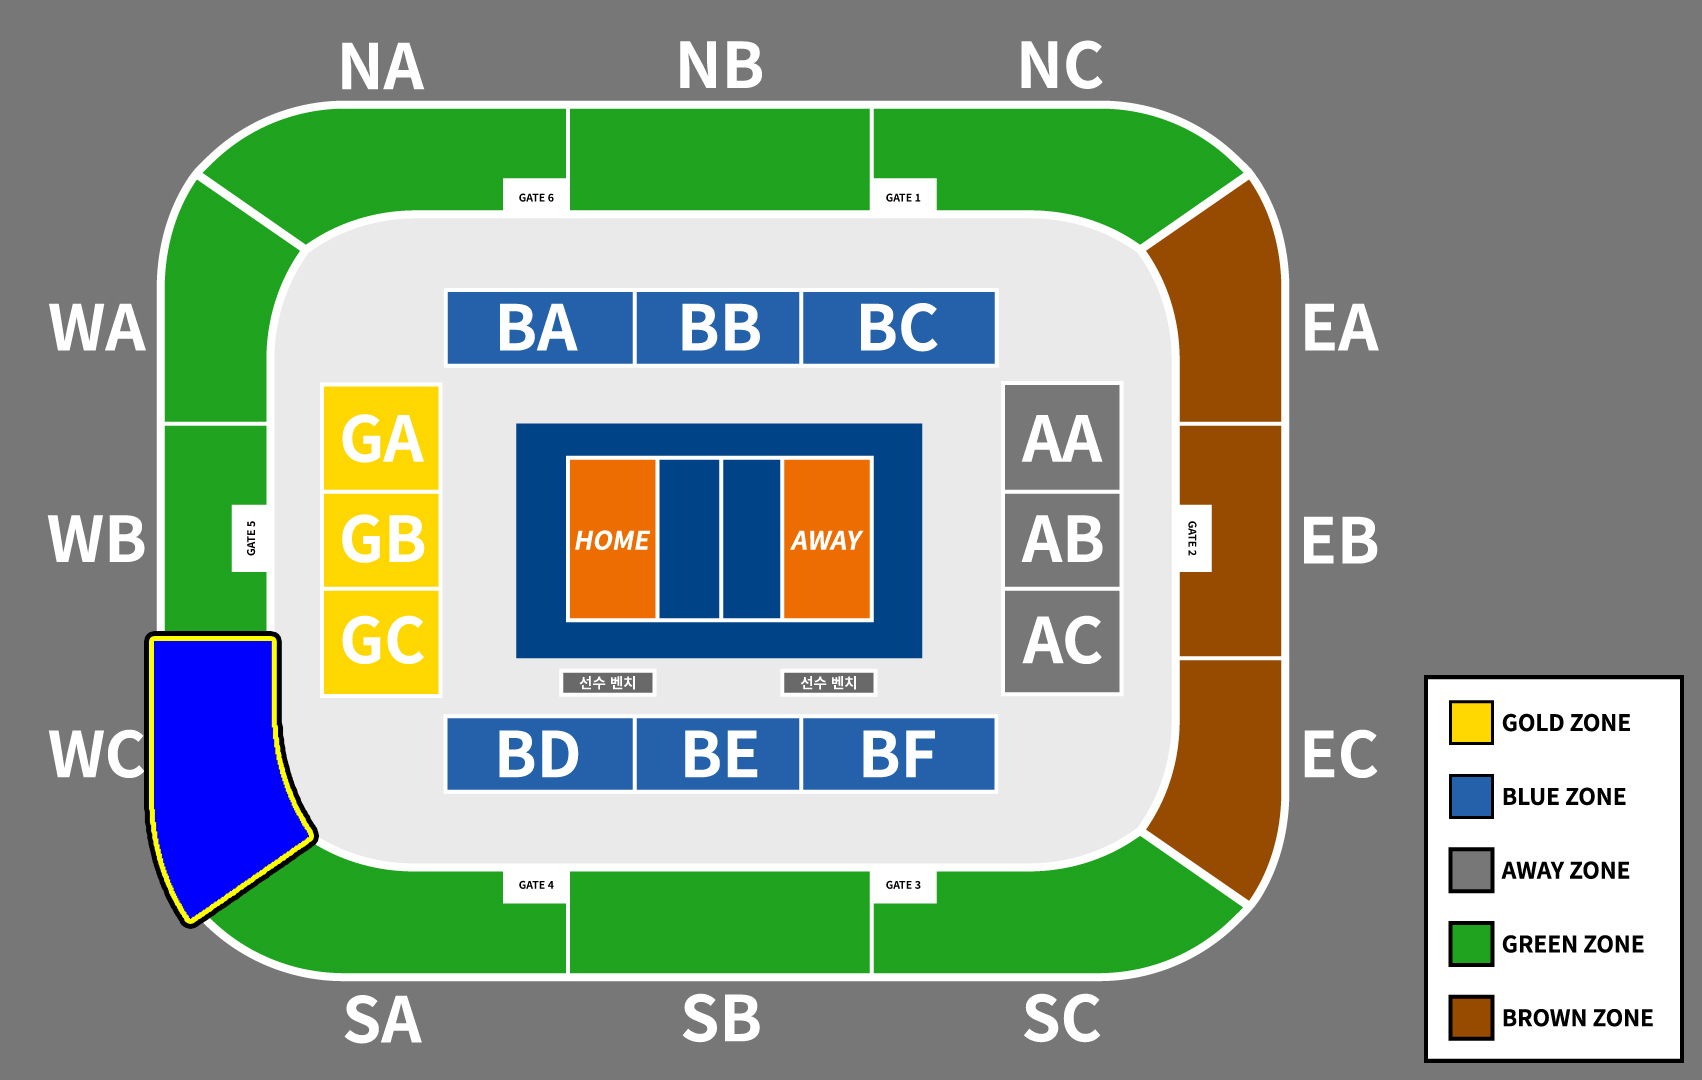 NA NB NC
GATE 6 GATE 1
WA BA BB BC EA
GA AA
WB GATE 5 GB HOME AWAY AB GATE 2 EB
GC AC
선수 벤치 선수 벤치
WC BD BE BF EC
GATE 4 GATE 3
SA SB SC
GOLD ZONE
BLUE ZONE
AWAY ZONE
GREEN ZONE
BROWN ZONE